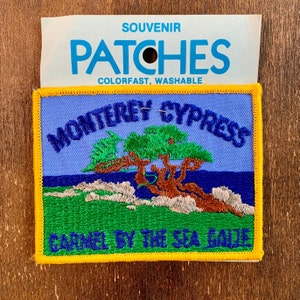 SOUVENIR
PATCHES
COLORFAST, WASHABLE
MONTEREY CYPRESS
CARMEL BY THE SEA CALIF.